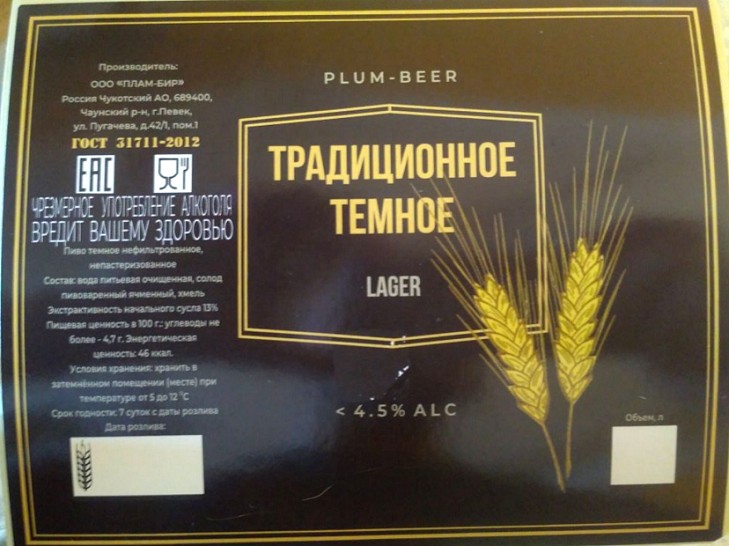 Производитель:
ООО «ПЛАМ-БИР»
Россия Чукотский АО, 689400,
Чаунский р-н, г.Певек,
ул. Пугачева, д.42/1, пом.1
ГОСТ 31711-2012
EAC
ЧРЕЗМЕРНОЕ УПОТРЕБЛЕНИЕ АЛКОГОЛЯ
ВРЕДИТ ВАШЕМУ ЗДОРОВЬЮ
Пиво темное нефильтрованное,
непастеризованное
Состав: вода питьевая очищенная, солод
пивоваренный ячменный, хмель
Экстрактивность начального сусла 13%
Пищевая ценность в 100 г.: углеводы не
более - 4,7 г. Энергетическая
ценность: 46 ккал.
Условия хранения: хранить в
затемнённом помещении (месте) при
температуре от 5 до 12 °С
Срок годности: 7 суток с даты розлива
Дата розлива:
PLUM-BEER
ТРАДИЦИОННОЕ
ТЕМНОЕ
LAGER
< 4.5% ALC
Объем, л